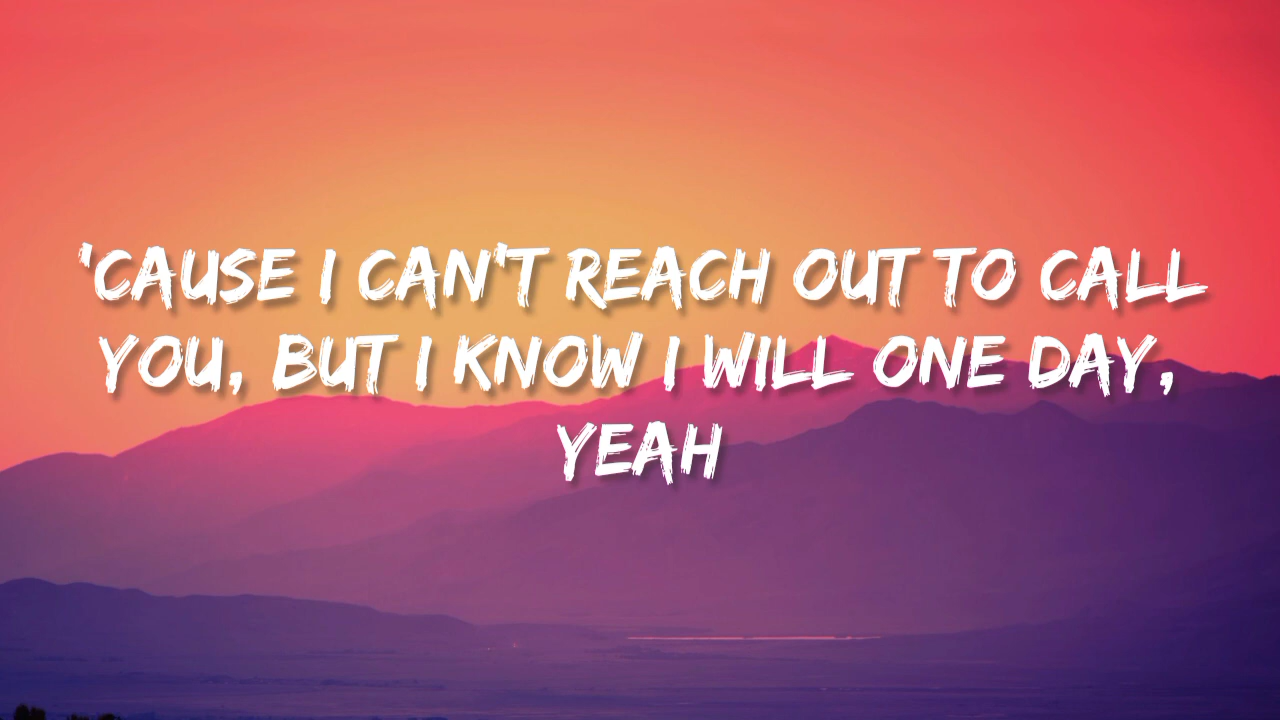 'CAUSE I CAN'T REACH OUT TO CALL
YOU, BUT I KNOW I WILL ONE DAY,
YEAH